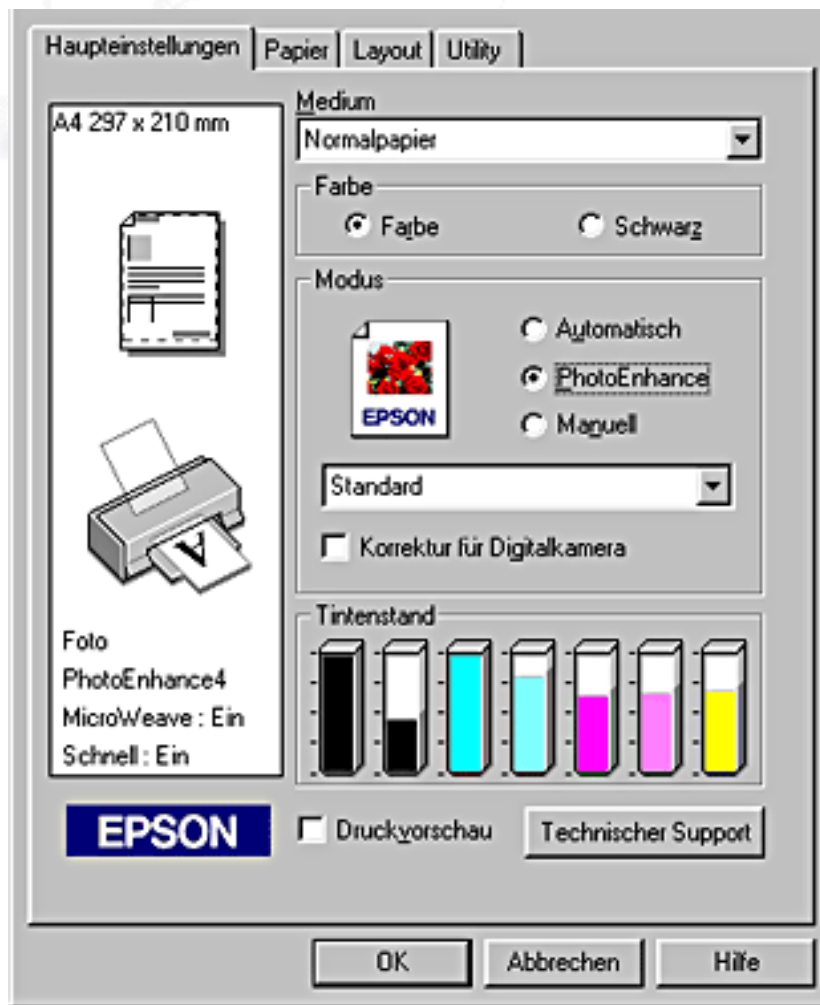 Haupteinstellungen Papier Layout Utility
A4 297 x 210 mm
Medium
Normalpapier
Farbe
Farbe Schwarz
Modus
Automatisch
EPSON
PhotoEnhance
Manuell
Standard
Korrektur für Digitalkamera
Tintenstand
Foto
PhotoEnhance4
MicroWeave : Ein
Schnell : Ein
EPSON
Druckvorschau
Technischer Support
OK Abbrechen Hilfe